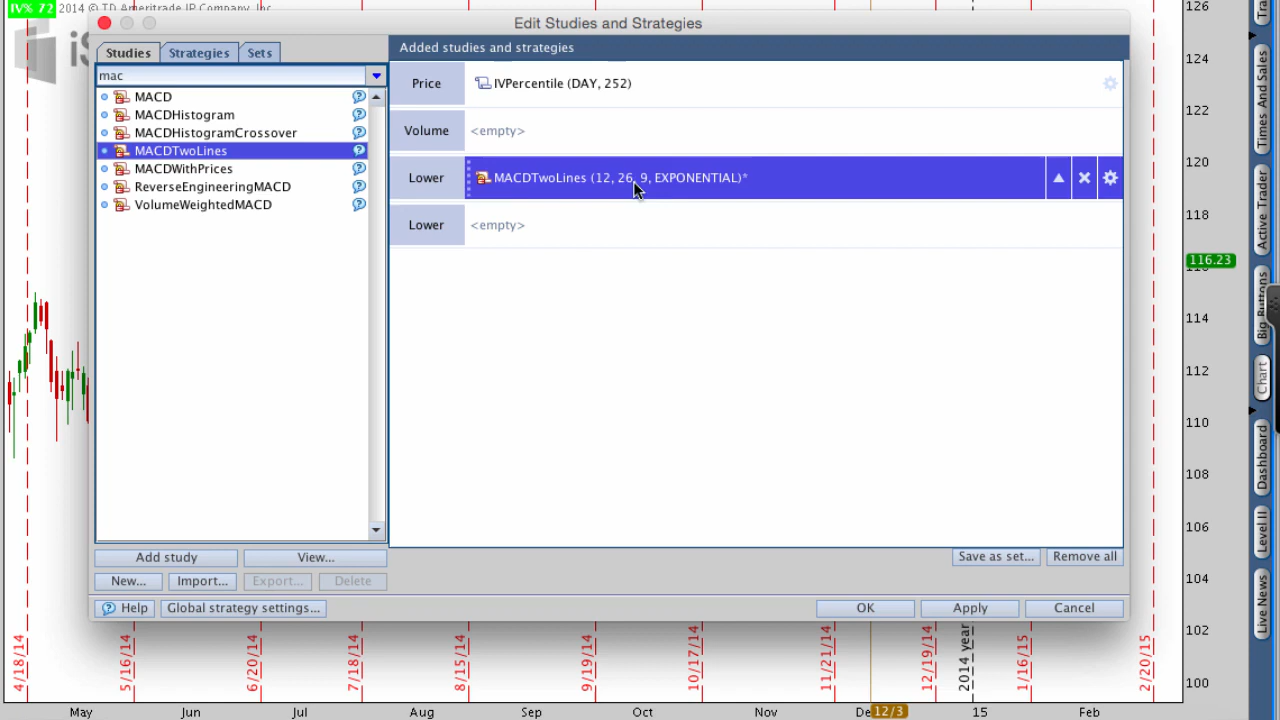 IV% 72 2014 © TD Ameritrade IP Company, Inc.
Edit Studies and Strategies
Studies
Strategies
Sets
mac
MACD
MACDHistogram
MACDHistogramCrossover
MACDTwoLines
MACDWithPrices
ReverseEngineeringMACD
VolumeWeightedMACD
Add study
View...
New...
Import...
Export...
Delete
Help
Global strategy settings...
Added studies and strategies
Price
IVPercentile (DAY, 252)
Volume
<empty>
Lower
MACDTwoLines (12, 26, 9, EXPONENTIAL)*
Lower
<empty>
Save as set...
Remove all
OK
Apply
Cancel
126
124
122
120
118
116.23
114
112
110
108
106
104
102
100
Times And Sales
Active Trader
Big Buttons
Chart
Dashboard
Level II
Live News
4/18/14
5/16/14
6/20/14
7/18/14
8/15/14
9/19/14
10/17/14
11/21/14
12/19/14
2014 year
1/16/15
2/20/15
May
Jun
Jul
Aug
Sep
Oct
Nov
De
12/3
15
Feb